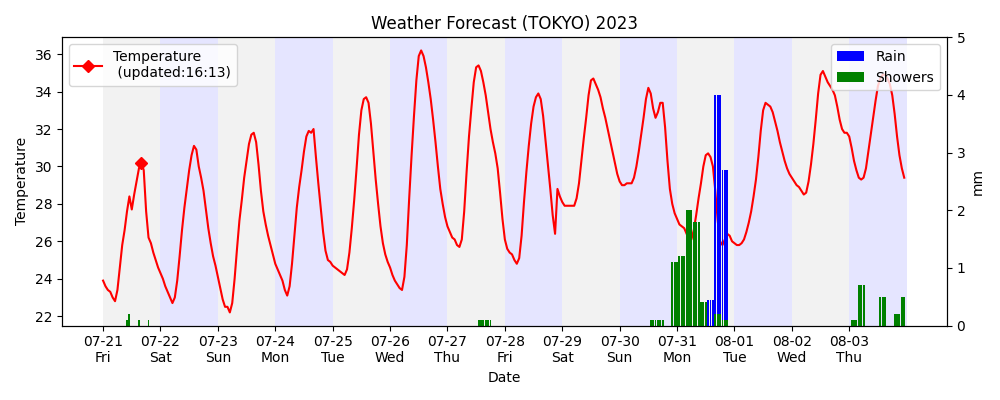 Weather Forecast (TOKYO) 2023
Temperature
(updated:16:13)
Rain
Showers
Temperature
36
34
32
30
28
26
24
22
5
4
3
2
1
0
mm
07-21 07-22 07-23 07-24 07-25 07-26 07-27 07-28 07-29 07-30 07-31 08-01 08-02 08-03
Fri Sat Sun Mon Tue Wed Thu Fri Sat Sun Mon Tue Wed Thu
Date